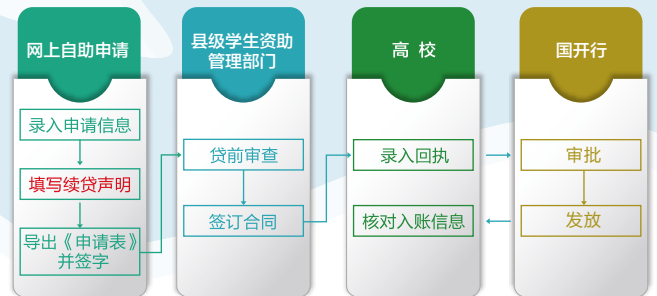 网上自助申请
录入申请信息
填写续贷声明
导出《申请表》
并签字
县级学生资助
管理部门
贷前审查
签订合同
高 校
录入回执
核对入账信息
国开行
审批
发放